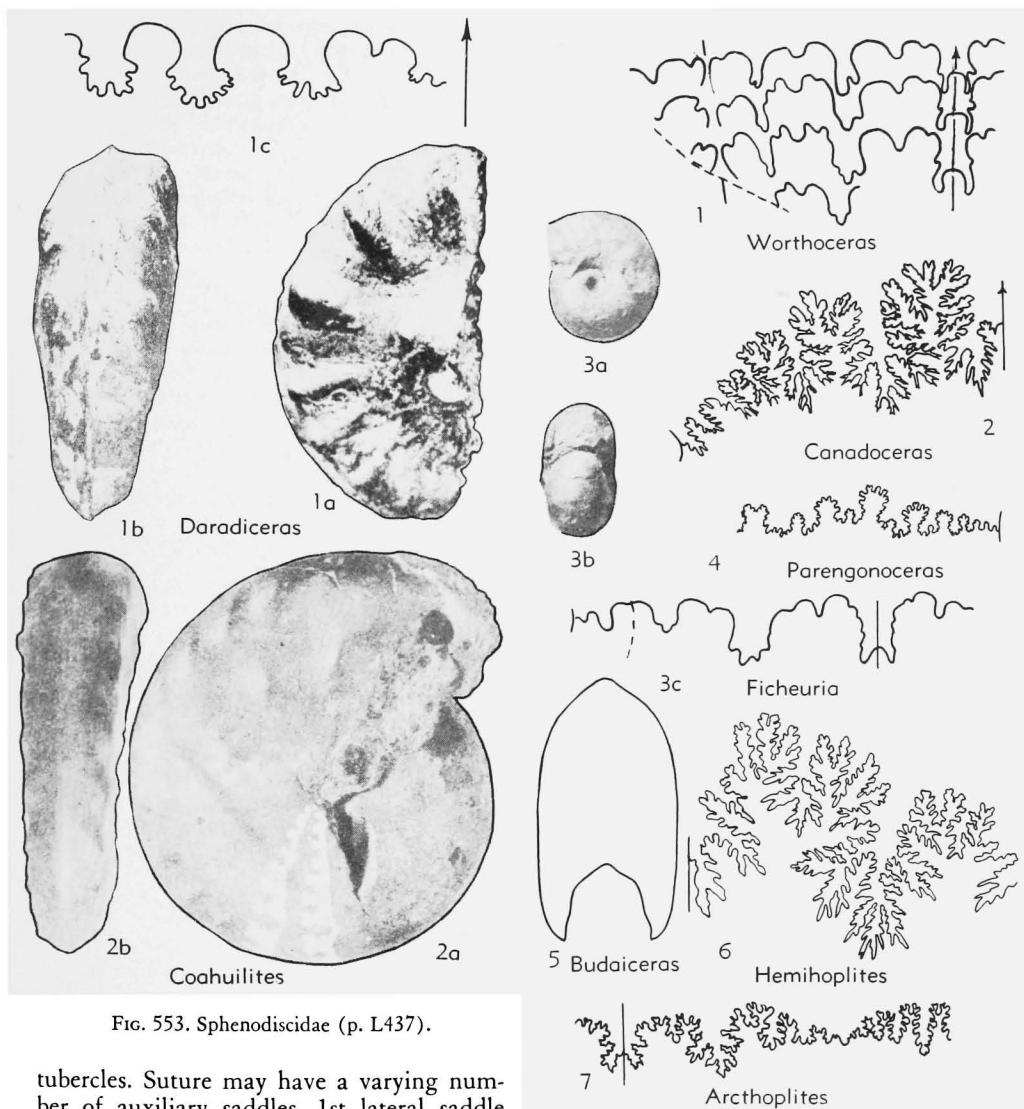 1c
1b
Daradiceras
1a
2b
2a
Coahuilites
FIG. 553. Sphenodiscidae (p. L437).
tubercles. Suture may have a varying num-
ber of auxiliary saddles, 1st lateral saddle
1
Worthoceras
3a
2
Canadoceras
3b
4
Parengonoceras
3c
Ficheuria
5
Budaiceras
6
Hemihoplites
7
Arcthoplites